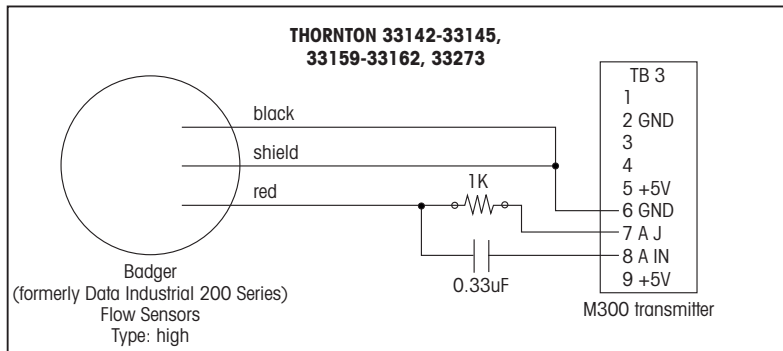 THORNTON 33142-33145,
33159-33162, 33273
black
shield
red
1K
0.33uF
Badger
(formerly Data Industrial 200 Series)
Flow Sensors
Type: high
TB 3
1
2 GND
3
4
5 +5V
6 GND
7 A J
8 A IN
9 +5V
M300 transmitter